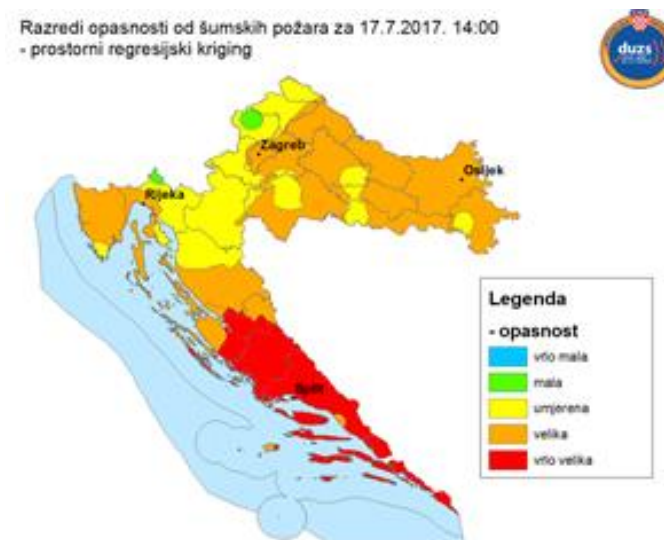 Razredi opasnosti od šumskih požara za 17.7.2017. 14:00
- prostorni regresijski kriging
duzs
Zagreb
Osijek
Rijeka
Legenda
- opasnost
vrlo mala
mala
umjerena
velika
Split
vrlo velika